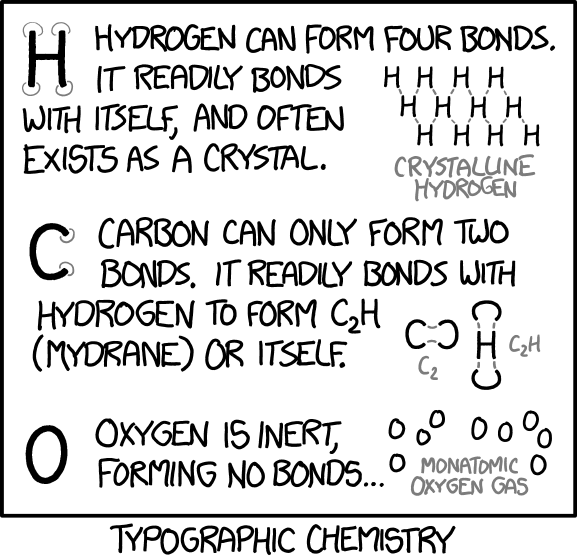 H HYDROGEN CAN FORM FOUR BONDS.
IT READILY BONDS
WITH ITSELF, AND OFTEN
EXISTS AS A CRYSTAL.
H H H H
H H H H
H H H H
CRYSTALLINE
HYDROGEN
C CARBON CAN ONLY FORM TWO
BONDS. IT READILY BONDS WITH
HYDROGEN TO FORM C₂H
(MYDRANE) OR ITSELF.
C C
C₂
C
H
C
C₂H
O OXYGEN IS INERT,
FORMING NO BONDS...
O O O O O O O
O MONATOMIC O
OXYGEN GAS
TYPOGRAPHIC CHEMISTRY